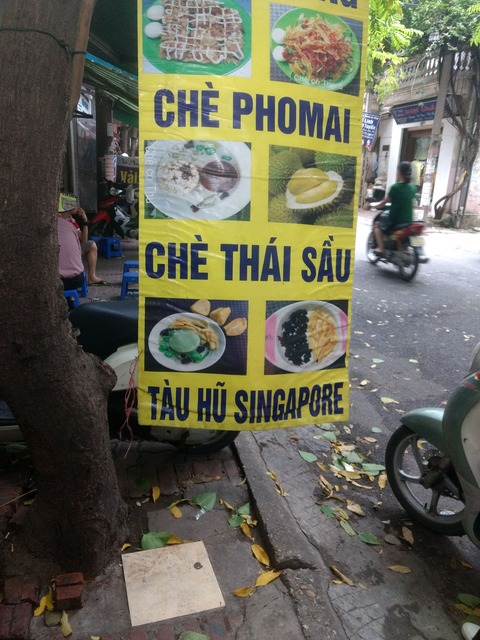 CHÈ PHOMAI
CHÈ THÁI SẦU
TÀU HŨ SINGAPORE